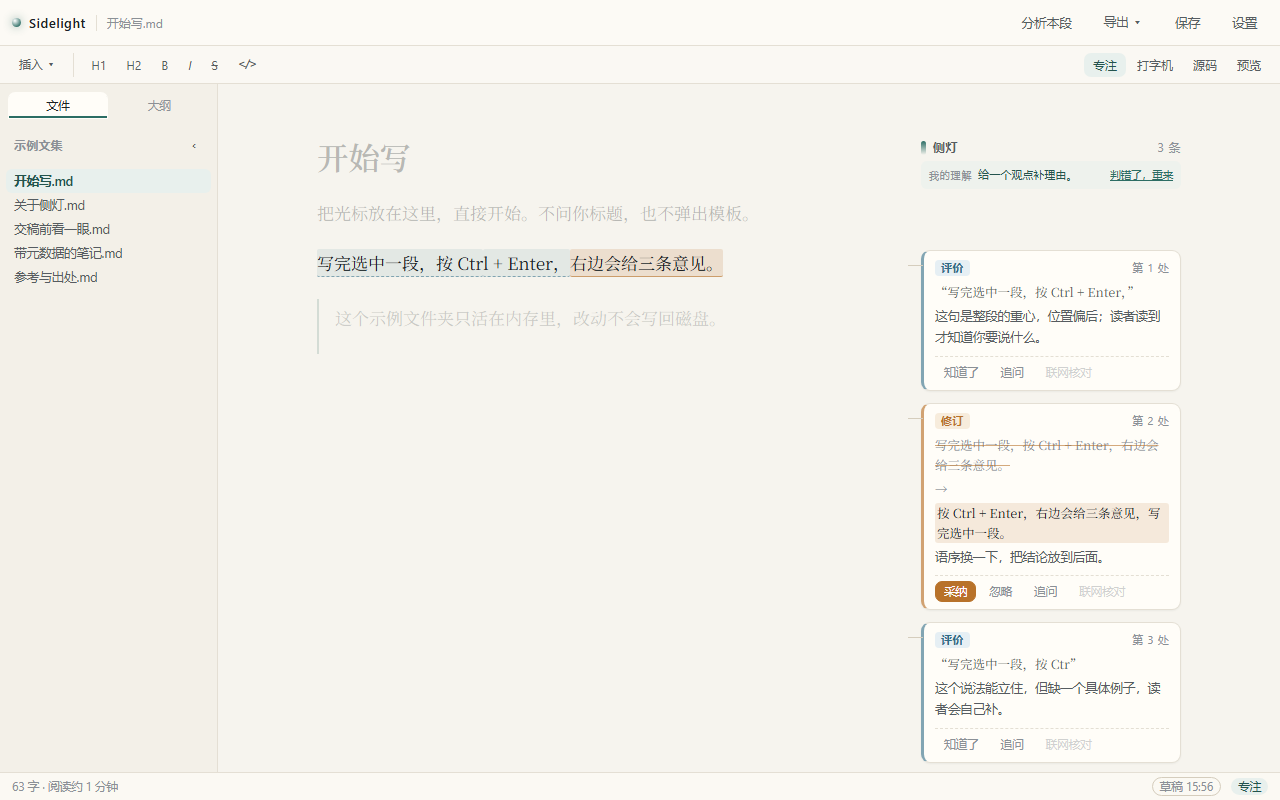 Sidelight 开始写.md 分析本段 导出 保存 设置
插入 H1 H2 B I S </> 专注 打字机 源码 预览
文件 大纲
示例文集 ‹
开始写.md
关于侧灯.md
交稿前看一眼.md
带元数据的笔记.md
参考与出处.md
开始写
把光标放在这里，直接开始。不问你标题，也不弹出模板。
写完选中一段，按 Ctrl + Enter，右边会给三条意见。
这个示例文件夹只活在内存里，改动不会写回磁盘。
侧灯 3 条
我的理解 给一个观点补理由。 判错了，重来
评价 第 1 处
“写完选中一段，按 Ctrl + Enter，”
这句是整段的重心，位置偏后；读者读到
才知道你要说什么。
知道了 追问 联网核对
修订 第 2 处
写完选中一段，按 Ctrl + Enter，右边会
给三条意见。
→
按 Ctrl + Enter，右边会给三条意见，写
完选中一段。
语序换一下，把结论放到后面。
采纳 忽略 追问 联网核对
评价 第 3 处
“写完选中一段，按 Ctr”
这个说法能立住，但缺一个具体例子，读
者会自己补。
知道了 追问 联网核对
63 字 · 阅读约 1 分钟 草稿 15:56 专注